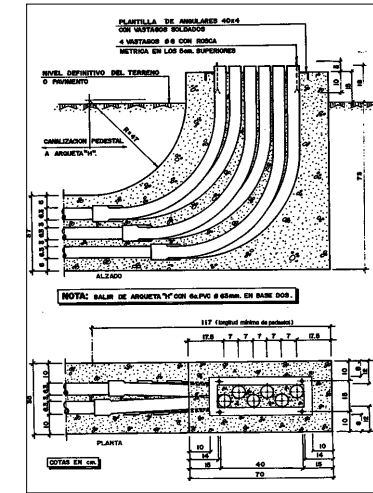 PLANTILLA DE ANGULARES 40x4
CON VASTAGOS SOLDADOS
4 VASTAGOS Ø 8 CON ROSCA
METRICA EN LOS 5cm. SUPERIORES
NIVEL DEFINITIVO DEL TERRENO
O PAVIMENTO
R=47
CANALIZACION PEDESTAL
A ARQUETA "H".
73
37
ALZADO
NOTA: SALIR DE ARQUETA "H" CON 6c.PVC Ø 63mm. EN BASE DOS.
117 (longitud mínima de pedestal)
17.5 7 7 7 7 17.5
PLANTA
10 10
14 14
15 40 15
70
COTAS EN cm.